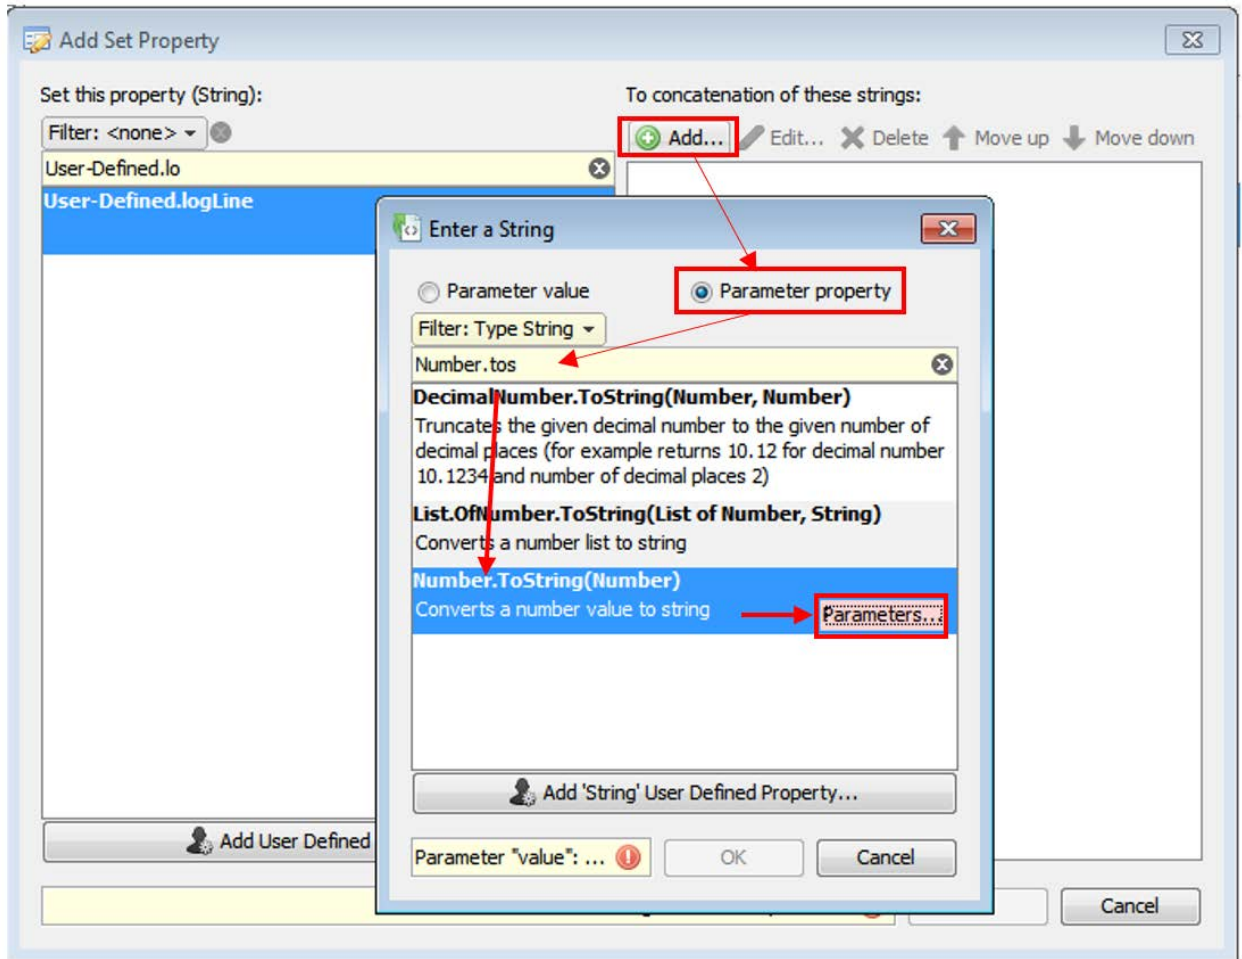 Add Set Property
Set this property (String):
To concatenation of these strings:
Filter: <none>
Add... Edit... Delete Move up Move down
User-Defined.lo
User-Defined.logLine
Enter a String
Parameter value Parameter property
Filter: Type String
Number.tos
DecimalNumber.ToString(Number, Number)
Truncates the given decimal number to the given number of
decimal places (for example returns 10.12 for decimal number
10.1234 and number of decimal places 2)
List.OfNumber.ToString(List of Number, String)
Converts a number list to string
Number.ToString(Number)
Converts a number value to string
Parameters...
Add 'String' User Defined Property...
Add User Defined
Parameter "value": ... OK Cancel
Cancel